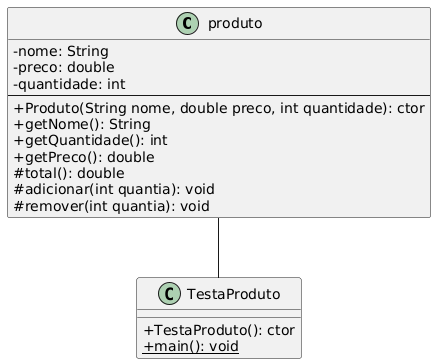 C produto
-nome: String
-preco: double
-quantidade: int
+Produto(String nome, double preco, int quantidade): ctor
+getNome(): String
+getQuantidade(): int
+getPreco(): double
#total(): double
#adicionar(int quantia): void
#remover(int quantia): void
C TestaProduto
+TestaProduto(): ctor
+main(): void